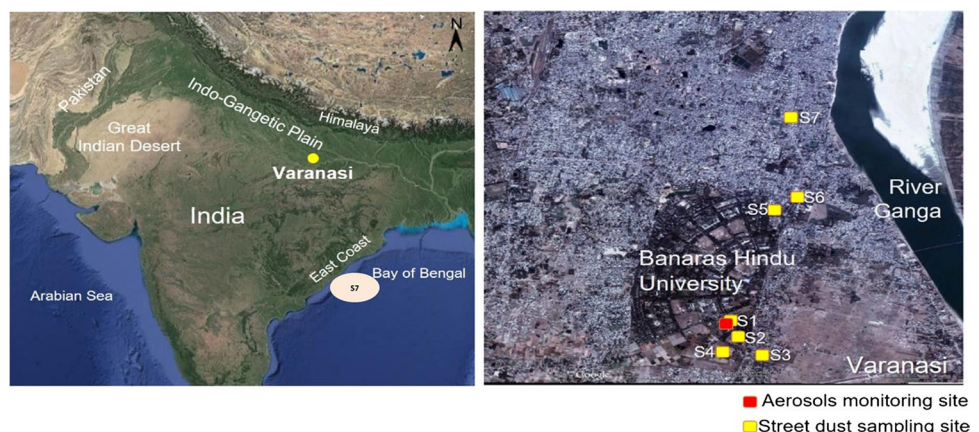 N
Pakistan
Indo-Gangetic Plain
Himalaya
Great
Indian Desert
Varanasi
India
East Coast
Bay of Bengal
S7
Arabian Sea
S7
S6
S5
River
Ganga
Banaras Hindu
University
S1
S2
S4
S3
Varanasi
Google
Aerosols monitoring site
Street dust sampling site